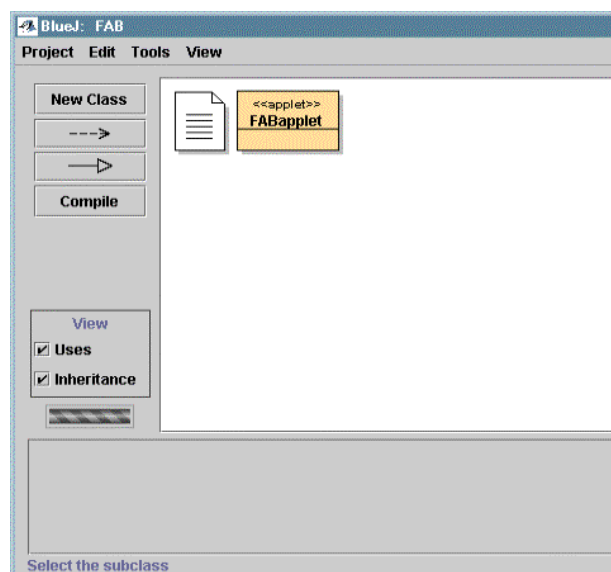 BlueJ: FAB
Project Edit Tools View
New Class
<<applet>>
FABapplet
Compile
View
Uses
Inheritance
Select the subclass